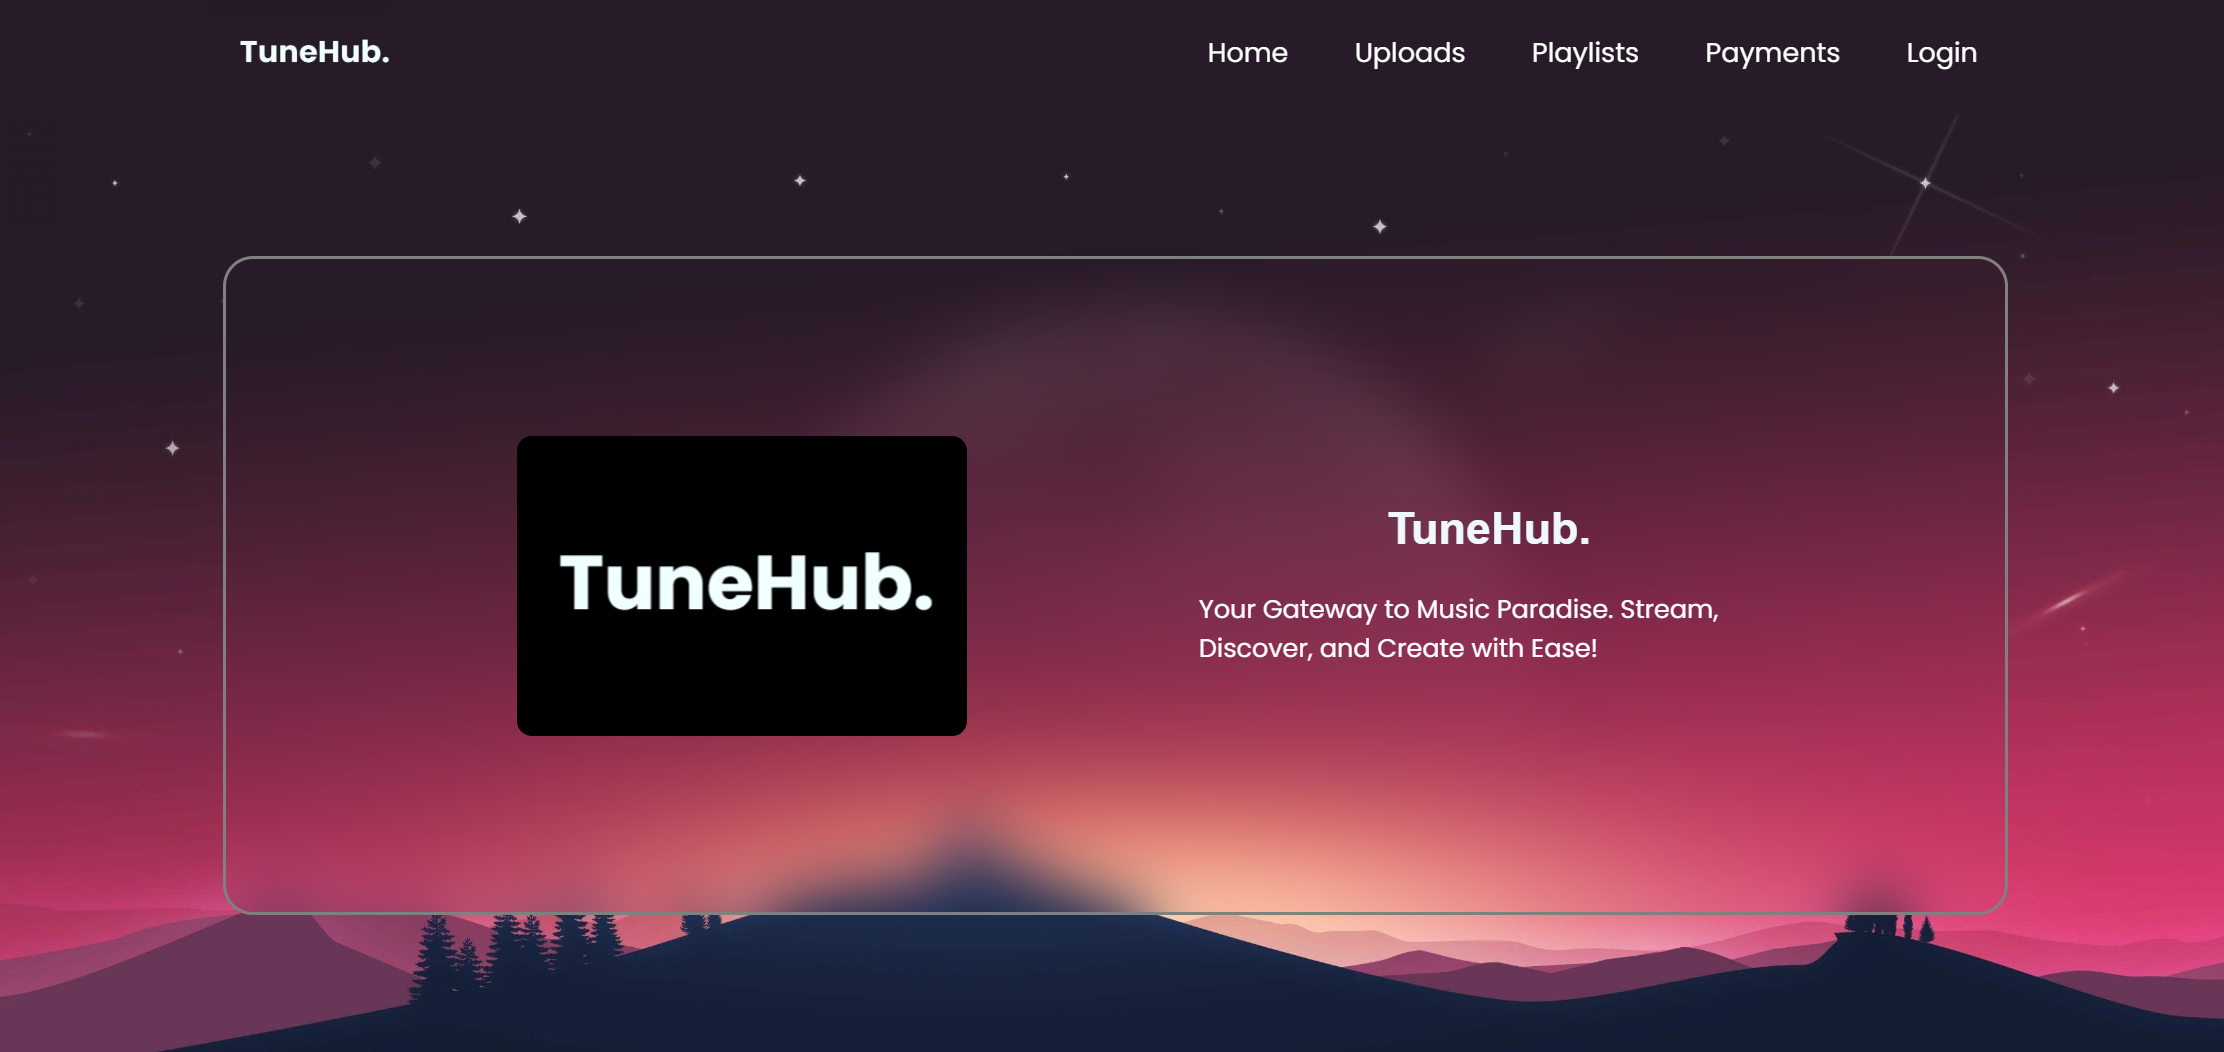 TuneHub.
Home Uploads Playlists Payments Login
TuneHub.
TuneHub.
Your Gateway to Music Paradise. Stream,
Discover, and Create with Ease!